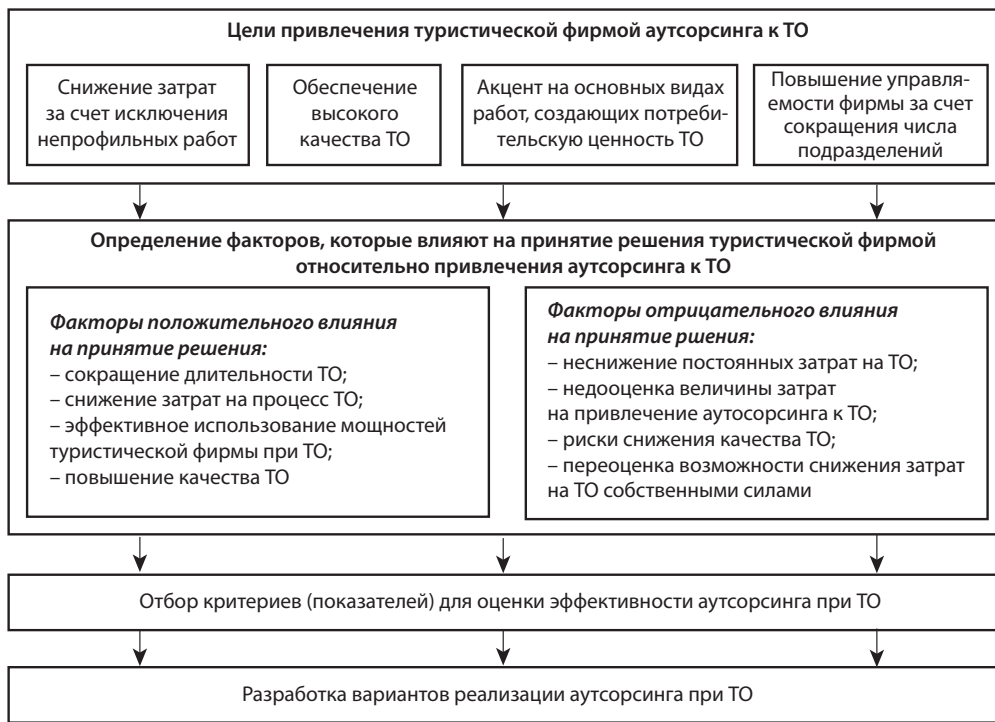 Цели привлечения туристической фирмой аутсорсинга к ТО
Снижение затрат
за счет исключения
непрофильных работ
Обеспечение
высокого
качества ТО
Акцент на основных видах
работ, создающих потреби-
тельскую ценность ТО
Повышение управля-
емости фирмы за счет
сокращения числа
подразделений
Определение факторов, которые влияют на принятие решения туристической фирмой
относительно привлечения аутсорсинга к ТО
Факторы положительного влияния
на принятие решения:
– сокращение длительности ТО;
– снижение затрат на процесс ТО;
– эффективное использование мощностей
туристической фирмы при ТО;
– повышение качества ТО
Факторы отрицательного влияния
на принятие ршения:
– неснижение постоянных затрат на ТО;
– недооценка величины затрат
на привлечение аутосорсинга к ТО;
– риски снижения качества ТО;
– переоценка возможности снижения затрат
на ТО собственными силами
Отбор критериев (показателей) для оценки эффективности аутсорсинга при ТО
Разработка вариантов реализации аутсорсинга при ТО